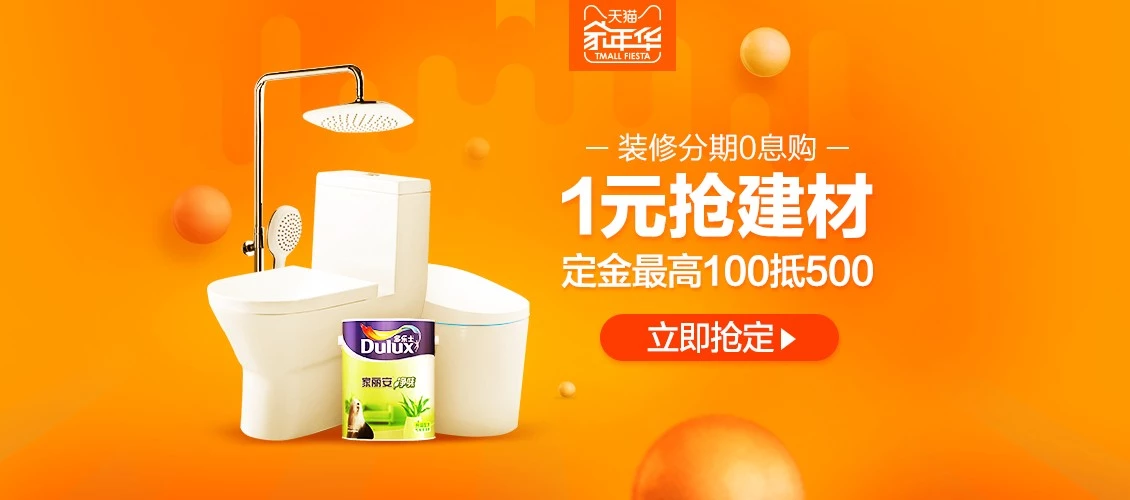 天猫
家年华
TMALL FIESTA
装修分期0息购
1元抢建材
定金最高100抵500
立即抢定
多乐士
Dulux
家丽安 净味